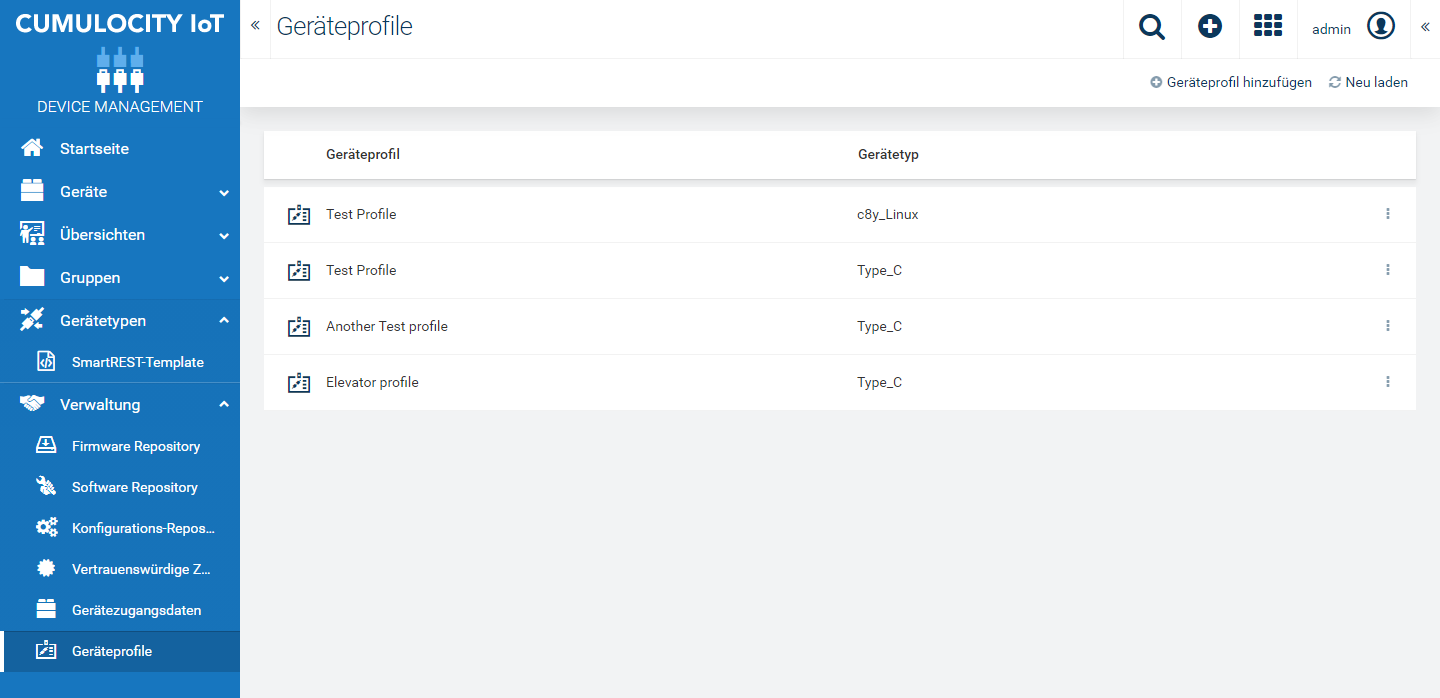 CUMULOCITY IoT
DEVICE MANAGEMENT
Startseite
Geräte
Übersichten
Gruppen
Gerätetypen
SmartREST-Template
Verwaltung
Firmware Repository
Software Repository
Konfigurations-Repos...
Vertrauenswürdige Z...
Gerätezugangsdaten
Geräteprofile
Geräteprofile
admin
Geräteprofil hinzufügen Neu laden
Geräteprofil Gerätetyp
Test Profile c8y_Linux
Test Profile Type_C
Another Test profile Type_C
Elevator profile Type_C